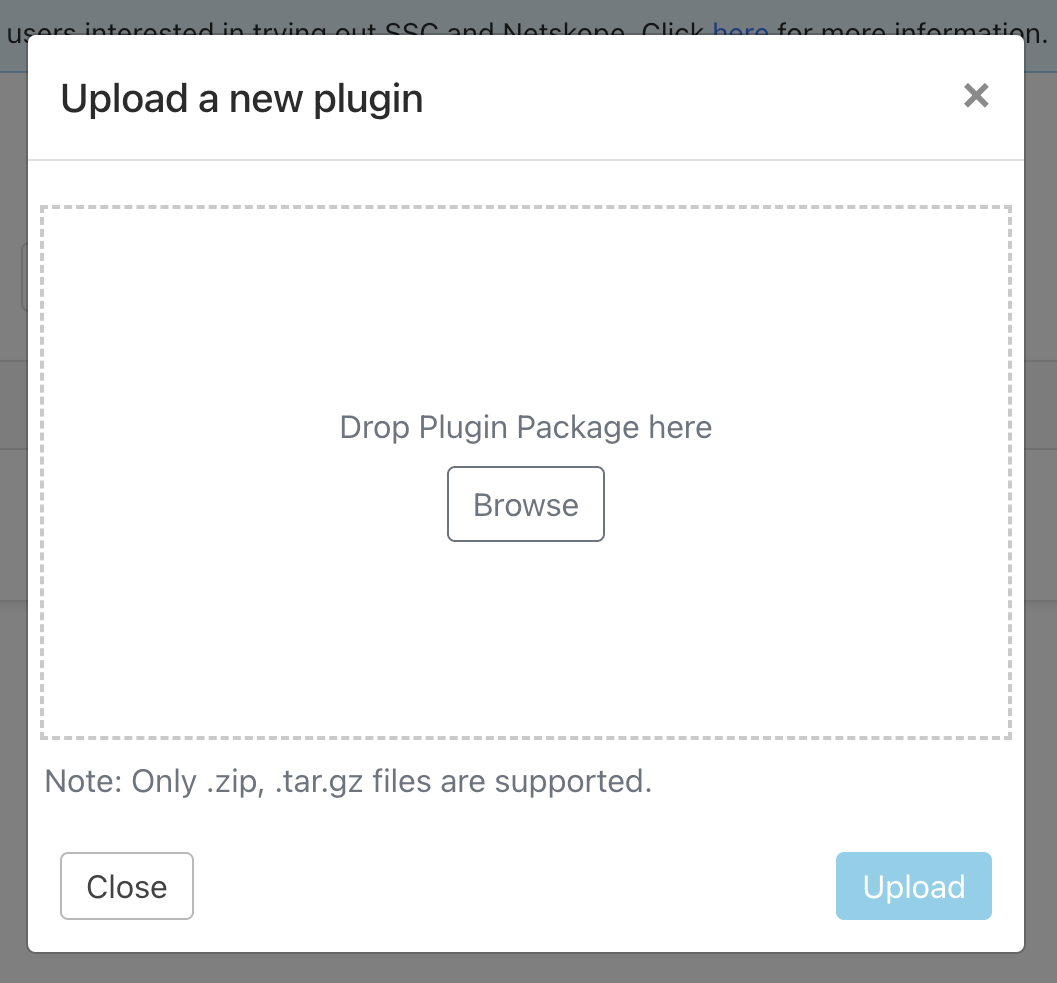 users interested in trying out SSC and Netskope. Click here for more information.
Upload a new plugin
Drop Plugin Package here
Browse
Note: Only .zip, .tar.gz files are supported.
Close
Upload